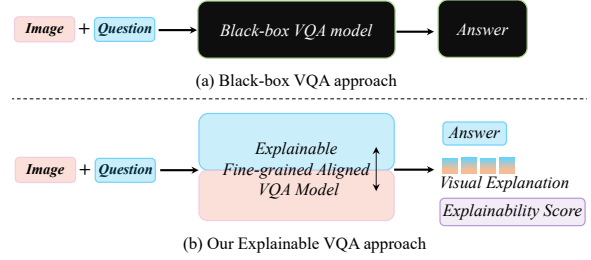 Image + Question Black-box VQA model Answer
(a) Black-box VQA approach
Image + Question
Explainable
Fine-grained Aligned
VQA Model
Answer
Visual Explanation
Explainability Score
(b) Our Explainable VQA approach